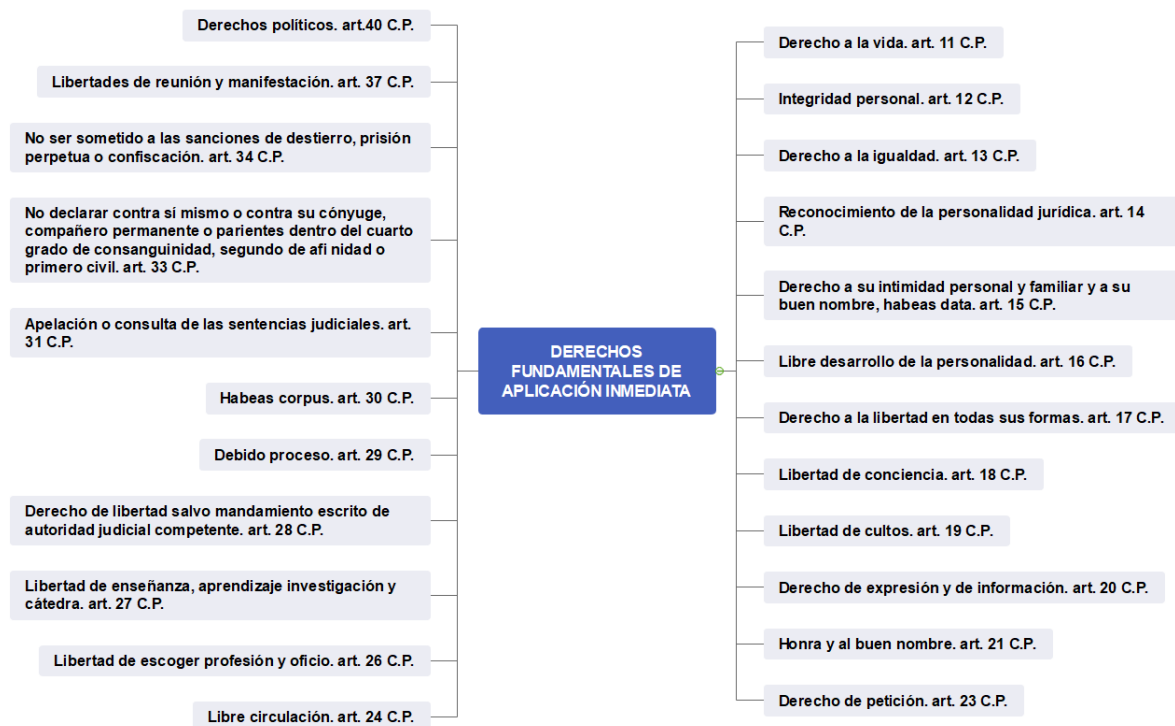 DERECHOS
FUNDAMENTALES DE
APLICACIÓN INMEDIATA
Derecho a la vida. art. 11 C.P.
Integridad personal. art. 12 C.P.
Derecho a la igualdad. art. 13 C.P.
Reconocimiento de la personalidad jurídica. art. 14
C.P.
Derecho a su intimidad personal y familiar y a su
buen nombre, habeas data. art. 15 C.P.
Libre desarrollo de la personalidad. art. 16 C.P.
Derecho a la libertad en todas sus formas. art. 17 C.P.
Libertad de conciencia. art. 18 C.P.
Libertad de cultos. art. 19 C.P.
Derecho de expresión y de información. art. 20 C.P.
Honra y al buen nombre. art. 21 C.P.
Derecho de petición. art. 23 C.P.
Derechos políticos. art.40 C.P.
Libertades de reunión y manifestación. art. 37 C.P.
No ser sometido a las sanciones de destierro, prisión
perpetua o confiscación. art. 34 C.P.
No declarar contra sí mismo o contra su cónyuge,
compañero permanente o parientes dentro del cuarto
grado de consanguinidad, segundo de afi nidad o
primero civil. art. 33 C.P.
Apelación o consulta de las sentencias judiciales. art.
31 C.P.
Habeas corpus. art. 30 C.P.
Debido proceso. art. 29 C.P.
Derecho de libertad salvo mandamiento escrito de
autoridad judicial competente. art. 28 C.P.
Libertad de enseñanza, aprendizaje investigación y
cátedra. art. 27 C.P.
Libertad de escoger profesión y oficio. art. 26 C.P.
Libre circulación. art. 24 C.P.